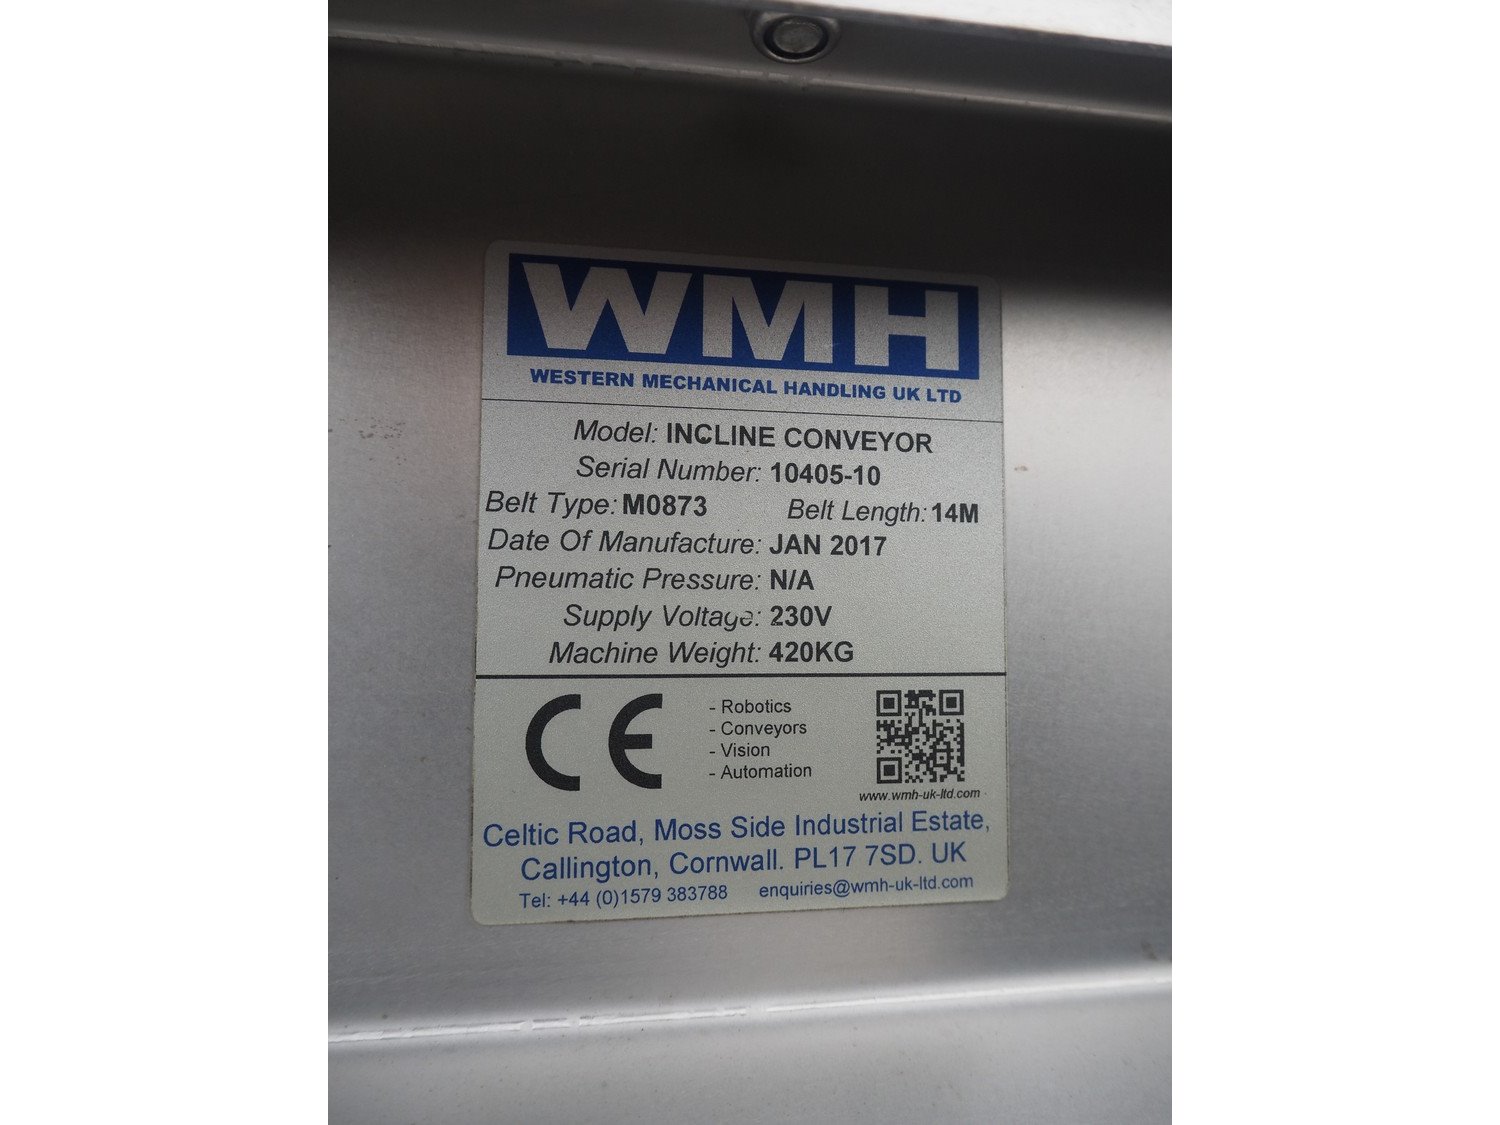 WMH
WESTERN MECHANICAL HANDLING UK LTD
Model: INCLINE CONVEYOR
Serial Number: 10405-10
Belt Type: M0873 Belt Length: 14M
Date Of Manufacture: JAN 2017
Pneumatic Pressure: N/A
Supply Voltage: 230V
Machine Weight: 420KG
CE
- Robotics
- Conveyors
- Vision
- Automation
www.wmh-uk-ltd.com
Celtic Road, Moss Side Industrial Estate,
Callington, Cornwall. PL17 7SD. UK
Tel: +44 (0)1579 383788 enquiries@wmh-uk-ltd.com